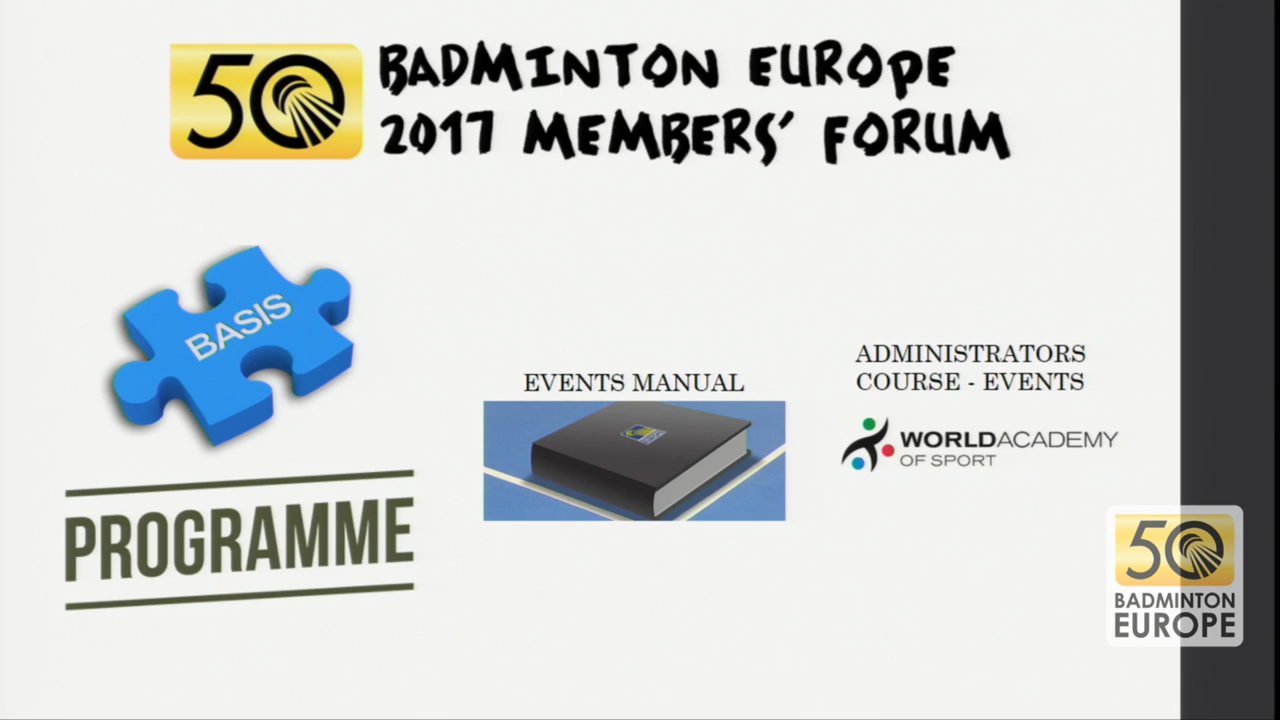 50
BADMINTON EUROPE
2017 MEMBERS' FORUM
BASIS
PROGRAMME
EVENTS MANUAL
ADMINISTRATORS
COURSE - EVENTS
WORLDACADEMY
OF SPORT
50
BADMINTON
EUROPE